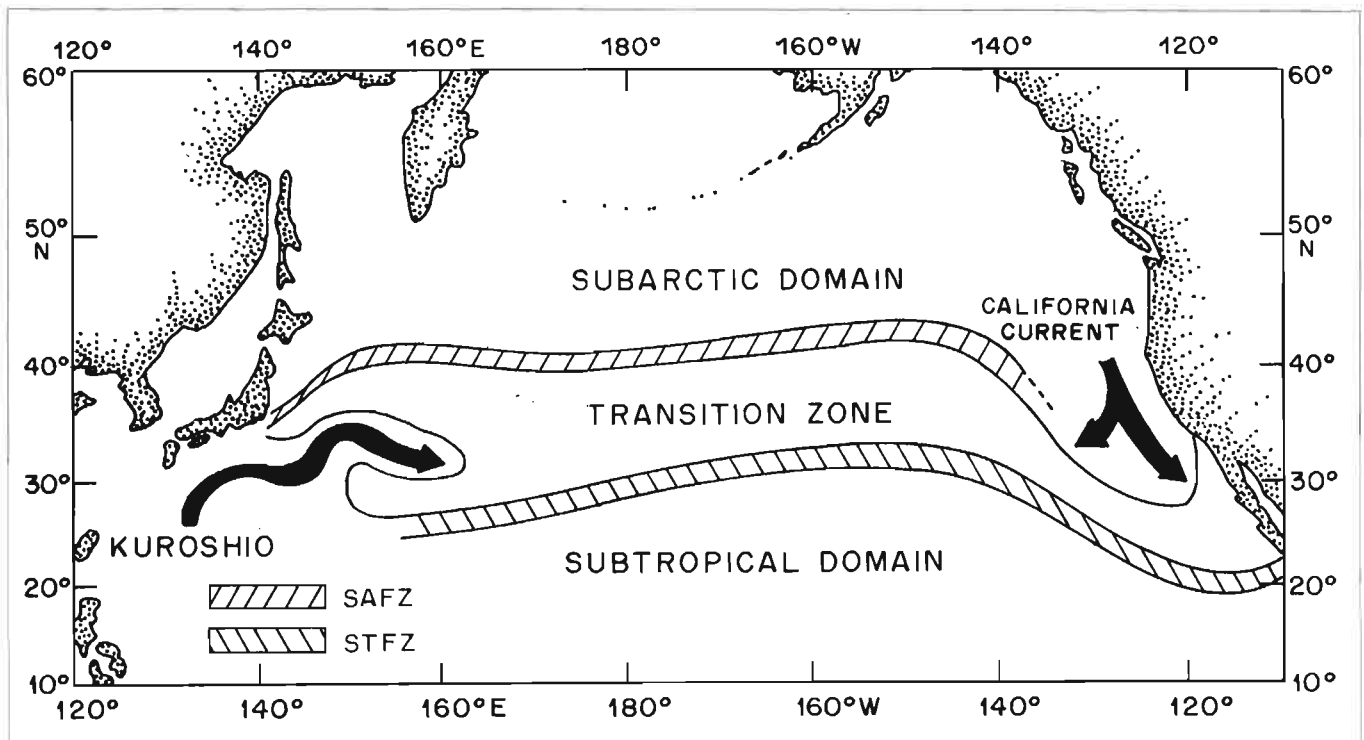 120° 140° 160°E 180° 160°W 140° 120°
60° 60°
50° 50°
N N
SUBARCTIC DOMAIN
CALIFORNIA
CURRENT
40° 40°
TRANSITION ZONE
30° 30°
KUROSHIO
SUBTROPICAL DOMAIN
20° 20°
SAFZ
STFZ
10° 10°
120° 140° 160°E 180° 160°W 140° 120°